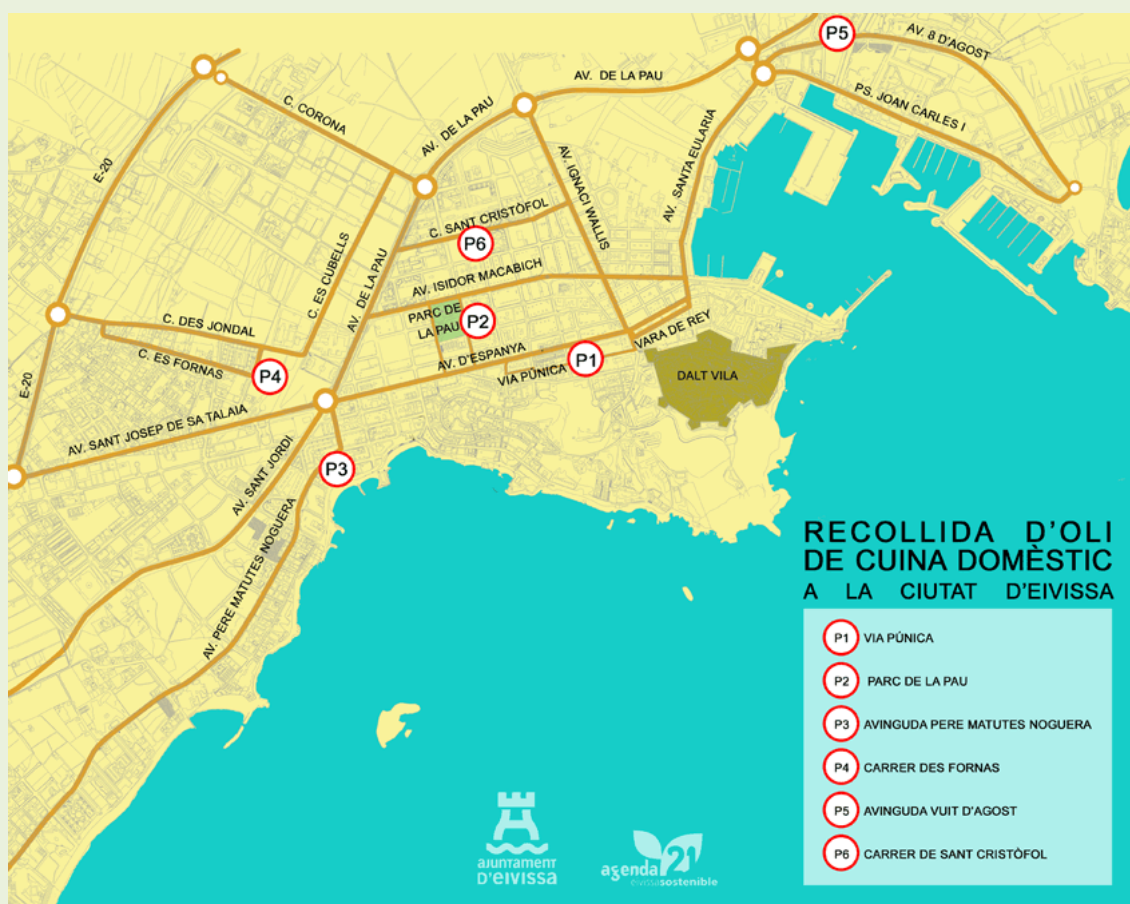 P5
AV. 8 D'AGOST
AV. DE LA PAU
PS. JOAN CARLES I
C. CORONA
AV. DE LA PAU
AV. SANTA EULARIA
E-20
AV. IGNACI WALLIS
C. SANT CRISTÒFOL
P6
C. ES CUBELLS
AV. DE LA PAU
AV. ISIDOR MACABICH
PARC DE
LA PAU
P2
C. DES JONDAL
VARA DE REY
AV. D'ESPANYA
P1
C. ES FORNAS
P4
VIA PÚNICA
DALT VILA
E-20
AV. SANT JOSEP DE SA TALAIA
P3
AV. SANT JORDI
AV. PERE MATUTES NOGUERA
RECOLLIDA D'OLI
DE CUINA DOMÈSTIC
A LA CIUTAT D'EIVISSA
P1 VIA PÚNICA
P2 PARC DE LA PAU
P3 AVINGUDA PERE MATUTES NOGUERA
P4 CARRER DES FORNAS
P5 AVINGUDA VUIT D'AGOST
P6 CARRER DE SANT CRISTÒFOL
ajuntament
D'EIVISSA
agenda 21
eivissasostenible